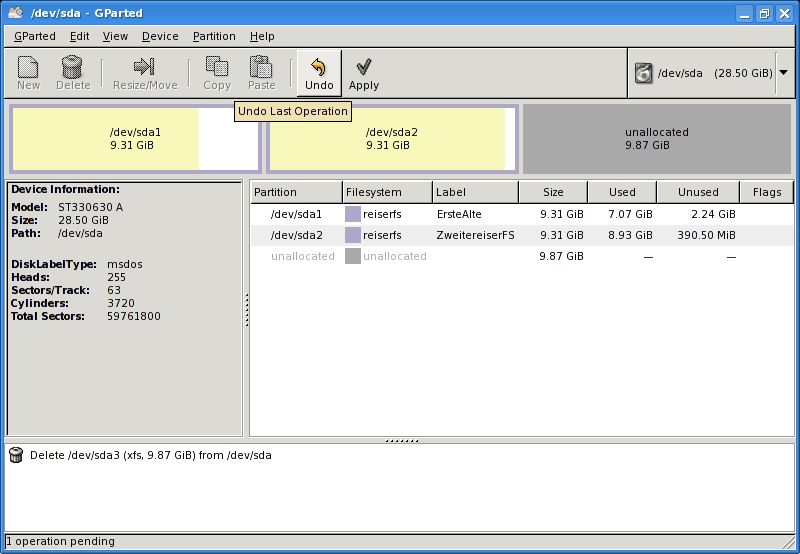 /dev/sda - GParted
GParted Edit View Device Partition Help
New Delete Resize/Move Copy Paste Undo Apply
/dev/sda (28.50 GiB)
Undo Last Operation
/dev/sda1
9.31 GiB
/dev/sda2
9.31 GiB
unallocated
9.87 GiB
Device Information:
Model: ST330630 A
Size: 28.50 GiB
Path: /dev/sda
DiskLabelType: msdos
Heads: 255
Sectors/Track: 63
Cylinders: 3720
Total Sectors: 59761800
Partition Filesystem Label Size Used Unused Flags
/dev/sda1 reiserfs ErsteAlte 9.31 GiB 7.07 GiB 2.24 GiB
/dev/sda2 reiserfs ZweitereiserFS 9.31 GiB 8.93 GiB 390.50 MiB
unallocated unallocated 9.87 GiB — —
Delete /dev/sda3 (xfs, 9.87 GiB) from /dev/sda
1 operation pending